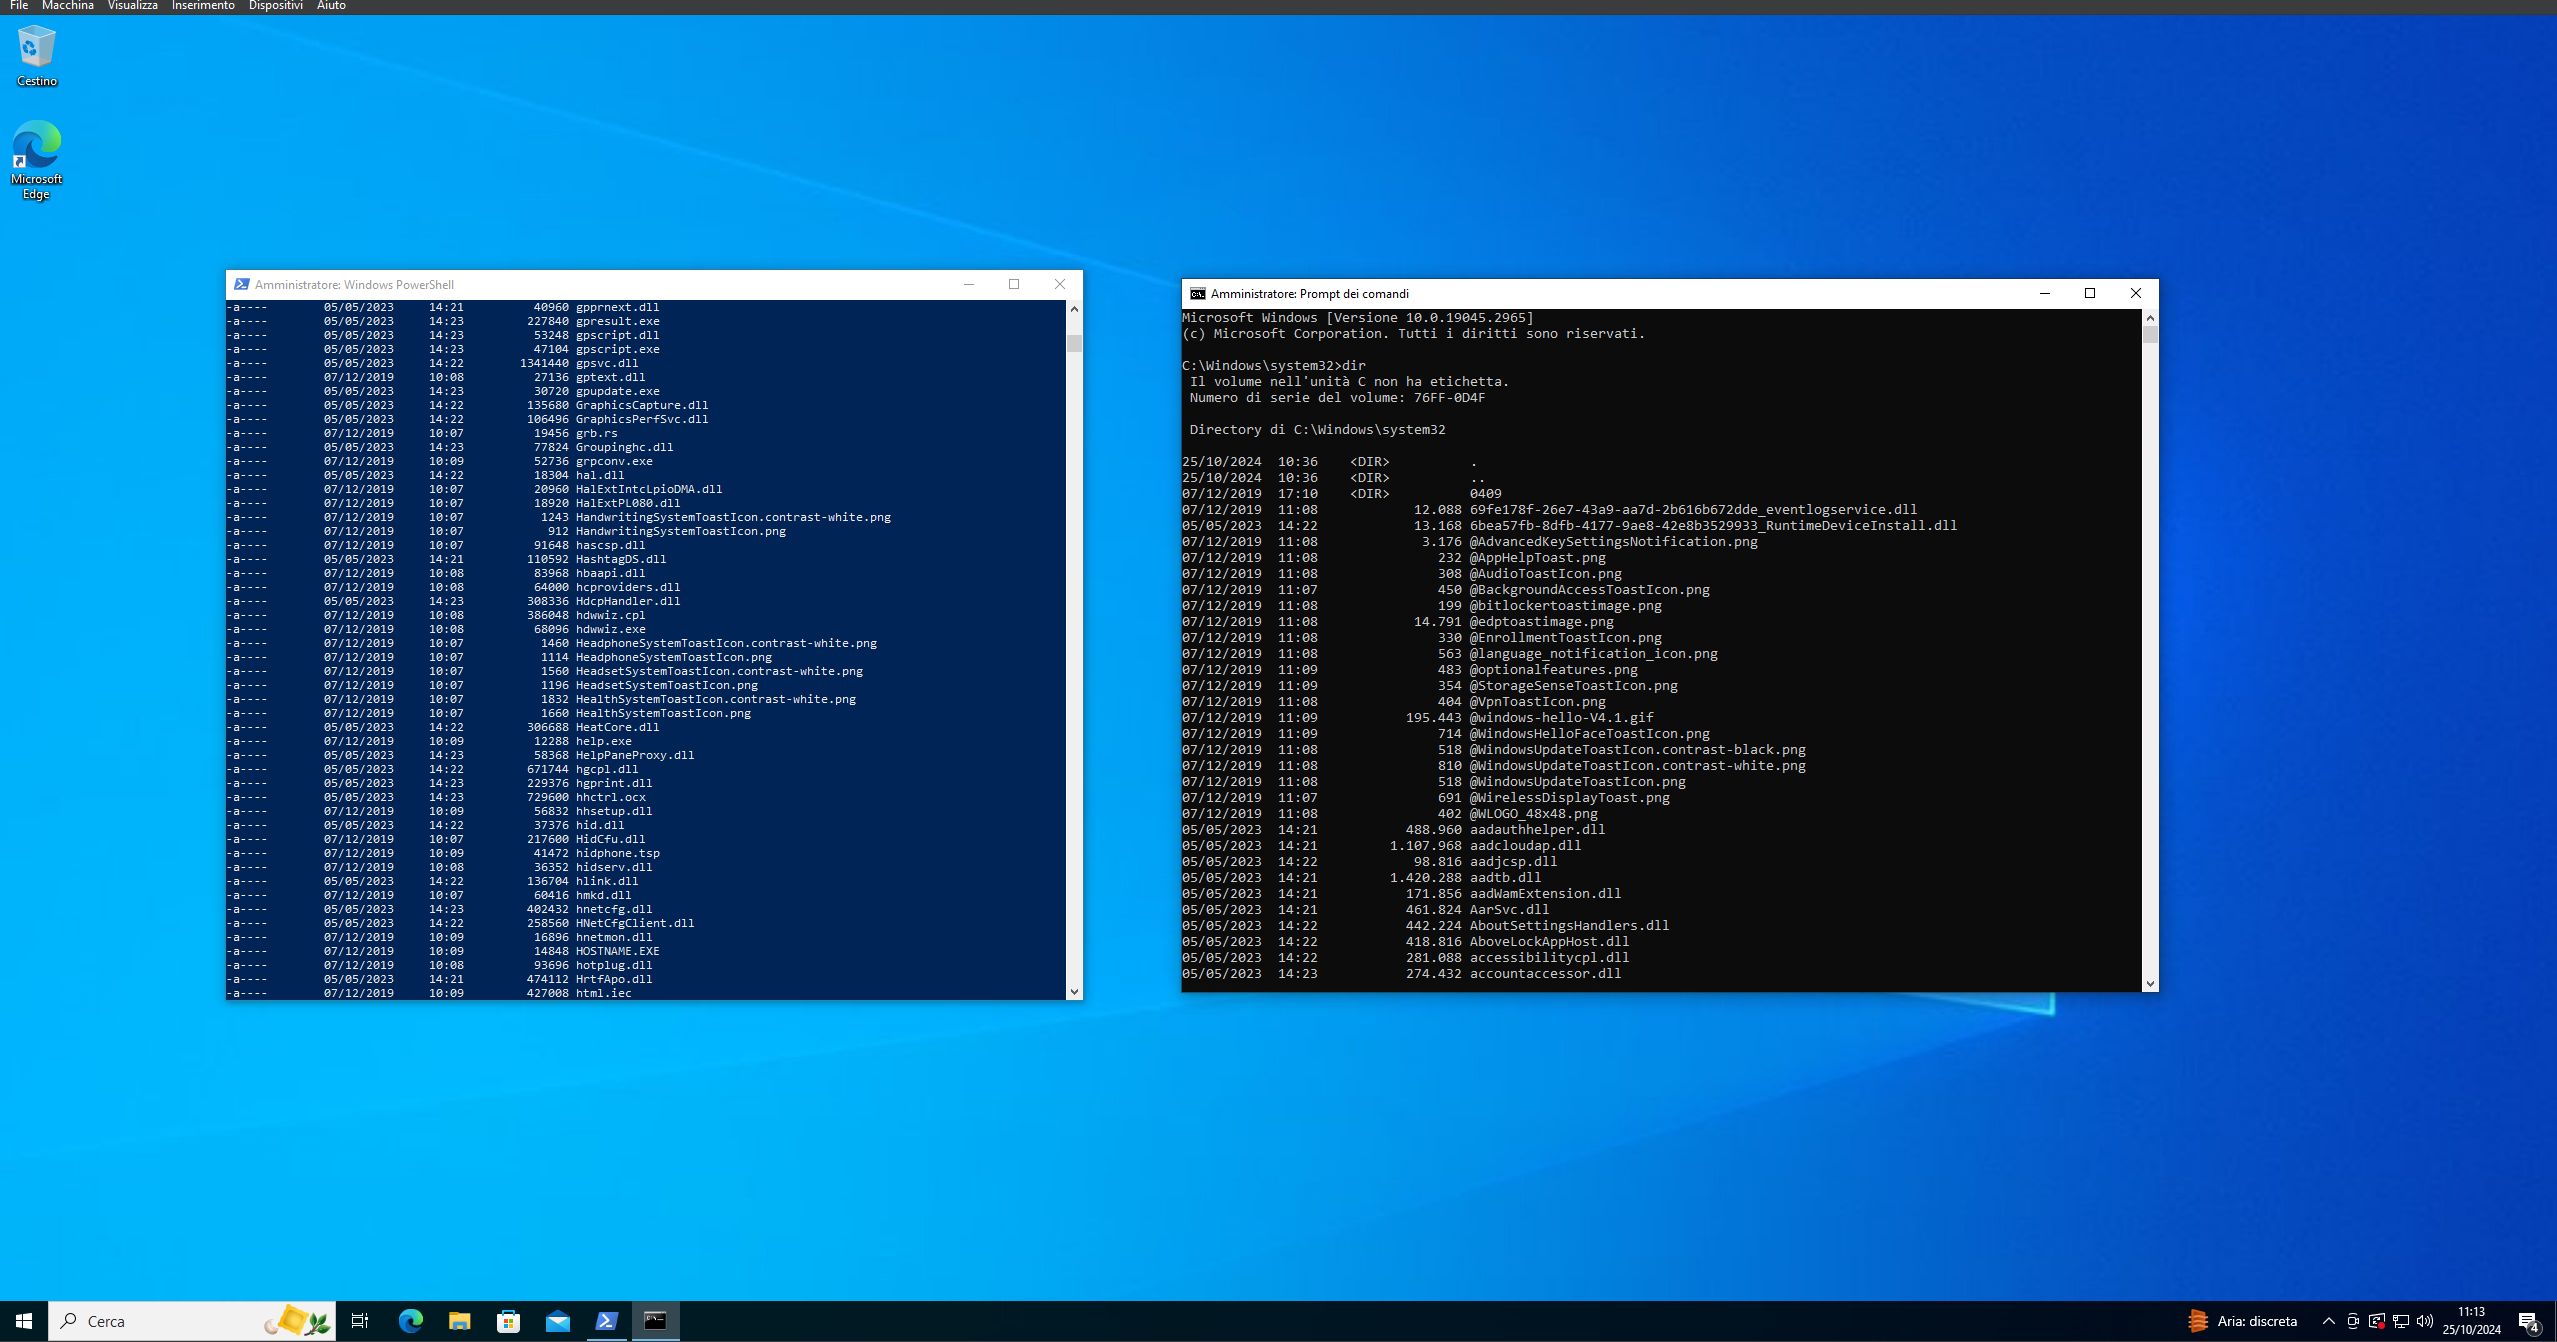 File Macchina Visualizza Inserimento Dispositivi Aiuto
Cestino
Microsoft
Edge
Amministratore: Windows PowerShell
-a---- 05/05/2023 14:21 40960 gpprnext.dll
-a---- 05/05/2023 14:23 227840 gpresult.exe
-a---- 05/05/2023 14:23 53248 gpscript.dll
-a---- 05/05/2023 14:23 47104 gpscript.exe
-a---- 05/05/2023 14:22 1341440 gpsvc.dll
-a---- 07/12/2019 10:08 27136 gptext.dll
-a---- 05/05/2023 14:23 30720 gpupdate.exe
-a---- 05/05/2023 14:22 135680 GraphicsCapture.dll
-a---- 05/05/2023 14:22 106496 GraphicsPerfSvc.dll
-a---- 07/12/2019 10:07 19456 grb.rs
-a---- 05/05/2023 14:23 77824 Groupinghc.dll
-a---- 07/12/2019 10:09 52736 grpconv.exe
-a---- 05/05/2023 14:22 18304 hal.dll
-a---- 07/12/2019 10:07 20960 HalExtIntcLpioDMA.dll
-a---- 07/12/2019 10:07 18920 HalExtPL080.dll
-a---- 07/12/2019 10:07 1243 HandwritingSystemToastIcon.contrast-white.png
-a---- 07/12/2019 10:07 912 HandwritingSystemToastIcon.png
-a---- 07/12/2019 10:07 91648 hascsp.dll
-a---- 05/05/2023 14:21 110592 HashtagDS.dll
-a---- 07/12/2019 10:08 83968 hbaapi.dll
-a---- 07/12/2019 10:08 64000 hcproviders.dll
-a---- 05/05/2023 14:23 308336 HdcpHandler.dll
-a---- 07/12/2019 10:08 386048 hdwwiz.cpl
-a---- 07/12/2019 10:08 68096 hdwwiz.exe
-a---- 07/12/2019 10:07 1460 HeadphoneSystemToastIcon.contrast-white.png
-a---- 07/12/2019 10:07 1114 HeadphoneSystemToastIcon.png
-a---- 07/12/2019 10:07 1560 HeadsetSystemToastIcon.contrast-white.png
-a---- 07/12/2019 10:07 1196 HeadsetSystemToastIcon.png
-a---- 07/12/2019 10:07 1832 HealthSystemToastIcon.contrast-white.png
-a---- 07/12/2019 10:07 1660 HealthSystemToastIcon.png
-a---- 05/05/2023 14:22 306688 HeatCore.dll
-a---- 07/12/2019 10:09 12288 help.exe
-a---- 05/05/2023 14:23 58368 HelpPaneProxy.dll
-a---- 05/05/2023 14:22 671744 hgcpl.dll
-a---- 05/05/2023 14:23 229376 hgprint.dll
-a---- 05/05/2023 14:23 729600 hhctrl.ocx
-a---- 07/12/2019 10:09 56832 hhsetup.dll
-a---- 05/05/2023 14:22 37376 hid.dll
-a---- 07/12/2019 10:07 217600 HidCfu.dll
-a---- 07/12/2019 10:09 41472 hidphone.tsp
-a---- 07/12/2019 10:08 36352 hidserv.dll
-a---- 05/05/2023 14:22 136704 hlink.dll
-a---- 07/12/2019 10:07 60416 hmkd.dll
-a---- 05/05/2023 14:23 402432 hnetcfg.dll
-a---- 05/05/2023 14:22 258560 HNetCfgClient.dll
-a---- 07/12/2019 10:09 16896 hnetmon.dll
-a---- 07/12/2019 10:09 14848 HOSTNAME.EXE
-a---- 07/12/2019 10:08 93696 hotplug.dll
-a---- 05/05/2023 14:21 474112 HrtfApo.dll
-a---- 07/12/2019 10:09 427008 html.iec
Amministratore: Prompt dei comandi
Microsoft Windows [Versione 10.0.19045.2965]
(c) Microsoft Corporation. Tutti i diritti sono riservati.
C:\Windows\system32>dir
Il volume nell'unità C non ha etichetta.
Numero di serie del volume: 76FF-0D4F
Directory di C:\Windows\system32
25/10/2024 10:36 <DIR> .
25/10/2024 10:36 <DIR> ..
07/12/2019 17:10 <DIR> 0409
07/12/2019 11:08 12.088 69fe178f-26e7-43a9-aa7d-2b616b672dde_eventlogservice.dll
05/05/2023 14:22 13.168 6bea57fb-8dfb-4177-9ae8-42e8b3529933_RuntimeDeviceInstall.dll
07/12/2019 11:08 3.176 @AdvancedKeySettingsNotification.png
07/12/2019 11:08 232 @AppHelpToast.png
07/12/2019 11:08 308 @AudioToastIcon.png
07/12/2019 11:07 450 @BackgroundAccessToastIcon.png
07/12/2019 11:08 199 @bitlockertoastimage.png
07/12/2019 11:08 14.791 @edptoastimage.png
07/12/2019 11:08 330 @EnrollmentToastIcon.png
07/12/2019 11:08 563 @language_notification_icon.png
07/12/2019 11:09 483 @optionalfeatures.png
07/12/2019 11:09 354 @StorageSenseToastIcon.png
07/12/2019 11:08 404 @VpnToastIcon.png
07/12/2019 11:09 195.443 @windows-hello-V4.1.gif
07/12/2019 11:09 714 @WindowsHelloFaceToastIcon.png
07/12/2019 11:08 518 @WindowsUpdateToastIcon.contrast-black.png
07/12/2019 11:08 810 @WindowsUpdateToastIcon.contrast-white.png
07/12/2019 11:08 518 @WindowsUpdateToastIcon.png
07/12/2019 11:07 691 @WirelessDisplayToast.png
07/12/2019 11:08 402 @WLOGO_48x48.png
05/05/2023 14:21 488.960 aadauthhelper.dll
05/05/2023 14:21 1.107.968 aadcloudap.dll
05/05/2023 14:22 98.816 aadjcsp.dll
05/05/2023 14:21 1.420.288 aadtb.dll
05/05/2023 14:21 171.856 aadWamExtension.dll
05/05/2023 14:21 461.824 AarSvc.dll
05/05/2023 14:22 442.224 AboutSettingsHandlers.dll
05/05/2023 14:22 418.816 AboveLockAppHost.dll
05/05/2023 14:22 281.088 accessibilitycpl.dll
05/05/2023 14:23 274.432 accountaccessor.dll
Cerca
Aria: discreta
11:13
25/10/2024
4